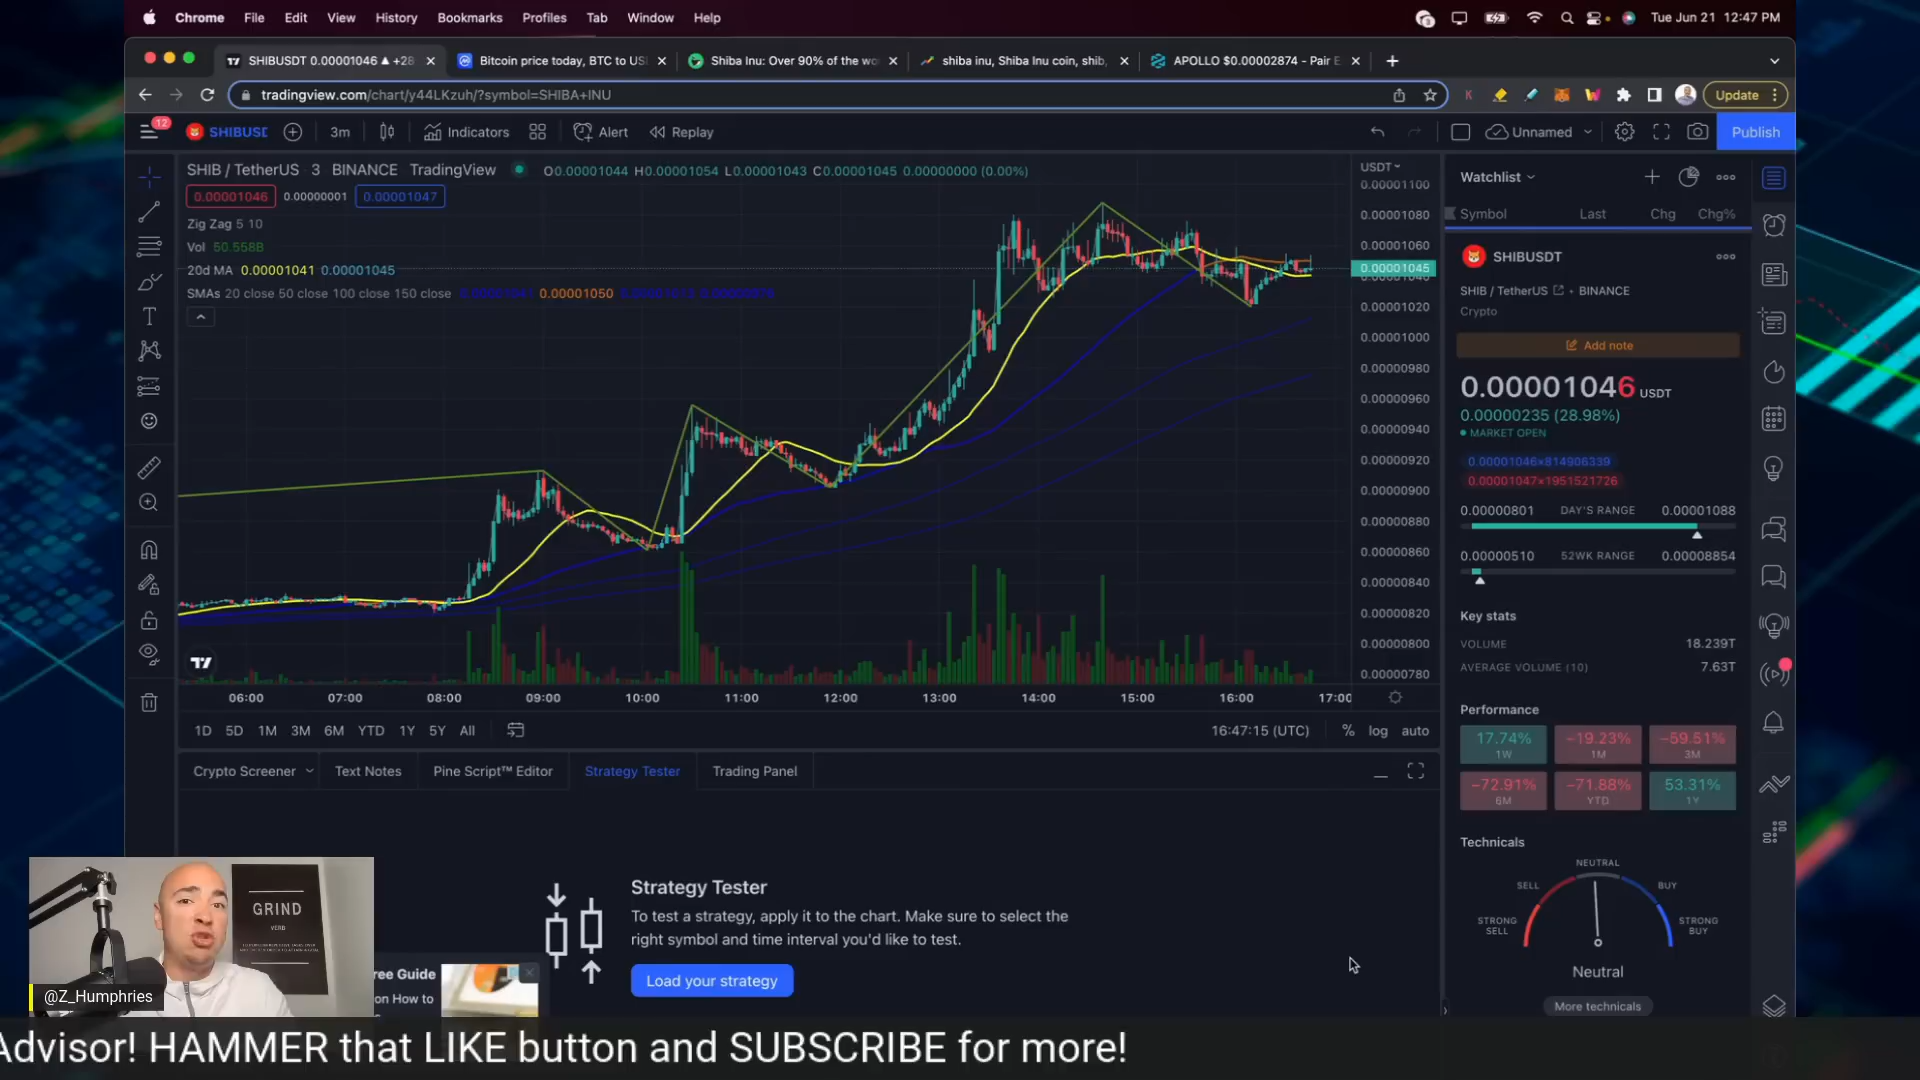 Chrome File Edit View History Bookmarks Profiles Tab Window Help
Tue Jun 21 12:47 PM
SHIBUSDT 0.00001046 ▲ +28
Bitcoin price today, BTC to US
Shiba Inu: Over 90% of the wo
shiba inu, Shiba Inu coin, shib,
APOLLO $0.00002874 - Pair E
tradingview.com/chart/y44LKzuh/?symbol=SHIBA+INU
Update
12
SHIBUSD
3m
Indicators
Alert
Replay
Unnamed
Publish
SHIB / TetherUS 3 BINANCE TradingView
O0.00001044 H0.00001054 L0.00001043 C0.00001045 0.00000000 (0.00%)
0.00001046 0.00000001 0.00001047
Zig Zag 5 10
Vol 50.558B
20d MA 0.00001041 0.00001045
SMAs 20 close 50 close 100 close 150 close 0.00001050
USDT
0.00001100
0.00001080
0.00001060
0.00001045
0.00001020
0.00001000
0.00000980
0.00000960
0.00000940
0.00000920
0.00000900
0.00000880
0.00000860
0.00000840
0.00000820
0.00000800
0.00000780
06:00 07:00 08:00 09:00 10:00 11:00 12:00 13:00 14:00 15:00 16:00 17:00
1D 5D 1M 3M 6M YTD 1Y 5Y All
16:47:15 (UTC) % log auto
Crypto Screener Text Notes Pine Script™ Editor Strategy Tester Trading Panel
Strategy Tester
To test a strategy, apply it to the chart. Make sure to select the
right symbol and time interval you'd like to test.
Load your strategy
Watchlist
Symbol Last Chg Chg%
SHIBUSDT
SHIB / TetherUS • BINANCE
Crypto
Add note
0.00001046 USDT
0.00000235 (28.98%)
MARKET OPEN
0.00001046×814906339
0.00001047×1951521726
0.00000801 DAY'S RANGE 0.00001088
0.00000510 52WK RANGE 0.00008854
Key stats
VOLUME 18.239T
AVERAGE VOLUME (10) 7.63T
Performance
17.74% −19.23% −59.51%
1W 1M 3M
−72.91% −71.88% 53.31%
6M YTD 1Y
Technicals
NEUTRAL
SELL BUY
STRONG SELL STRONG BUY
Neutral
More technicals
GRIND
VERB
@Z_Humphries
ree Guide
on How to
Advisor! HAMMER that LIKE button and SUBSCRIBE for more!